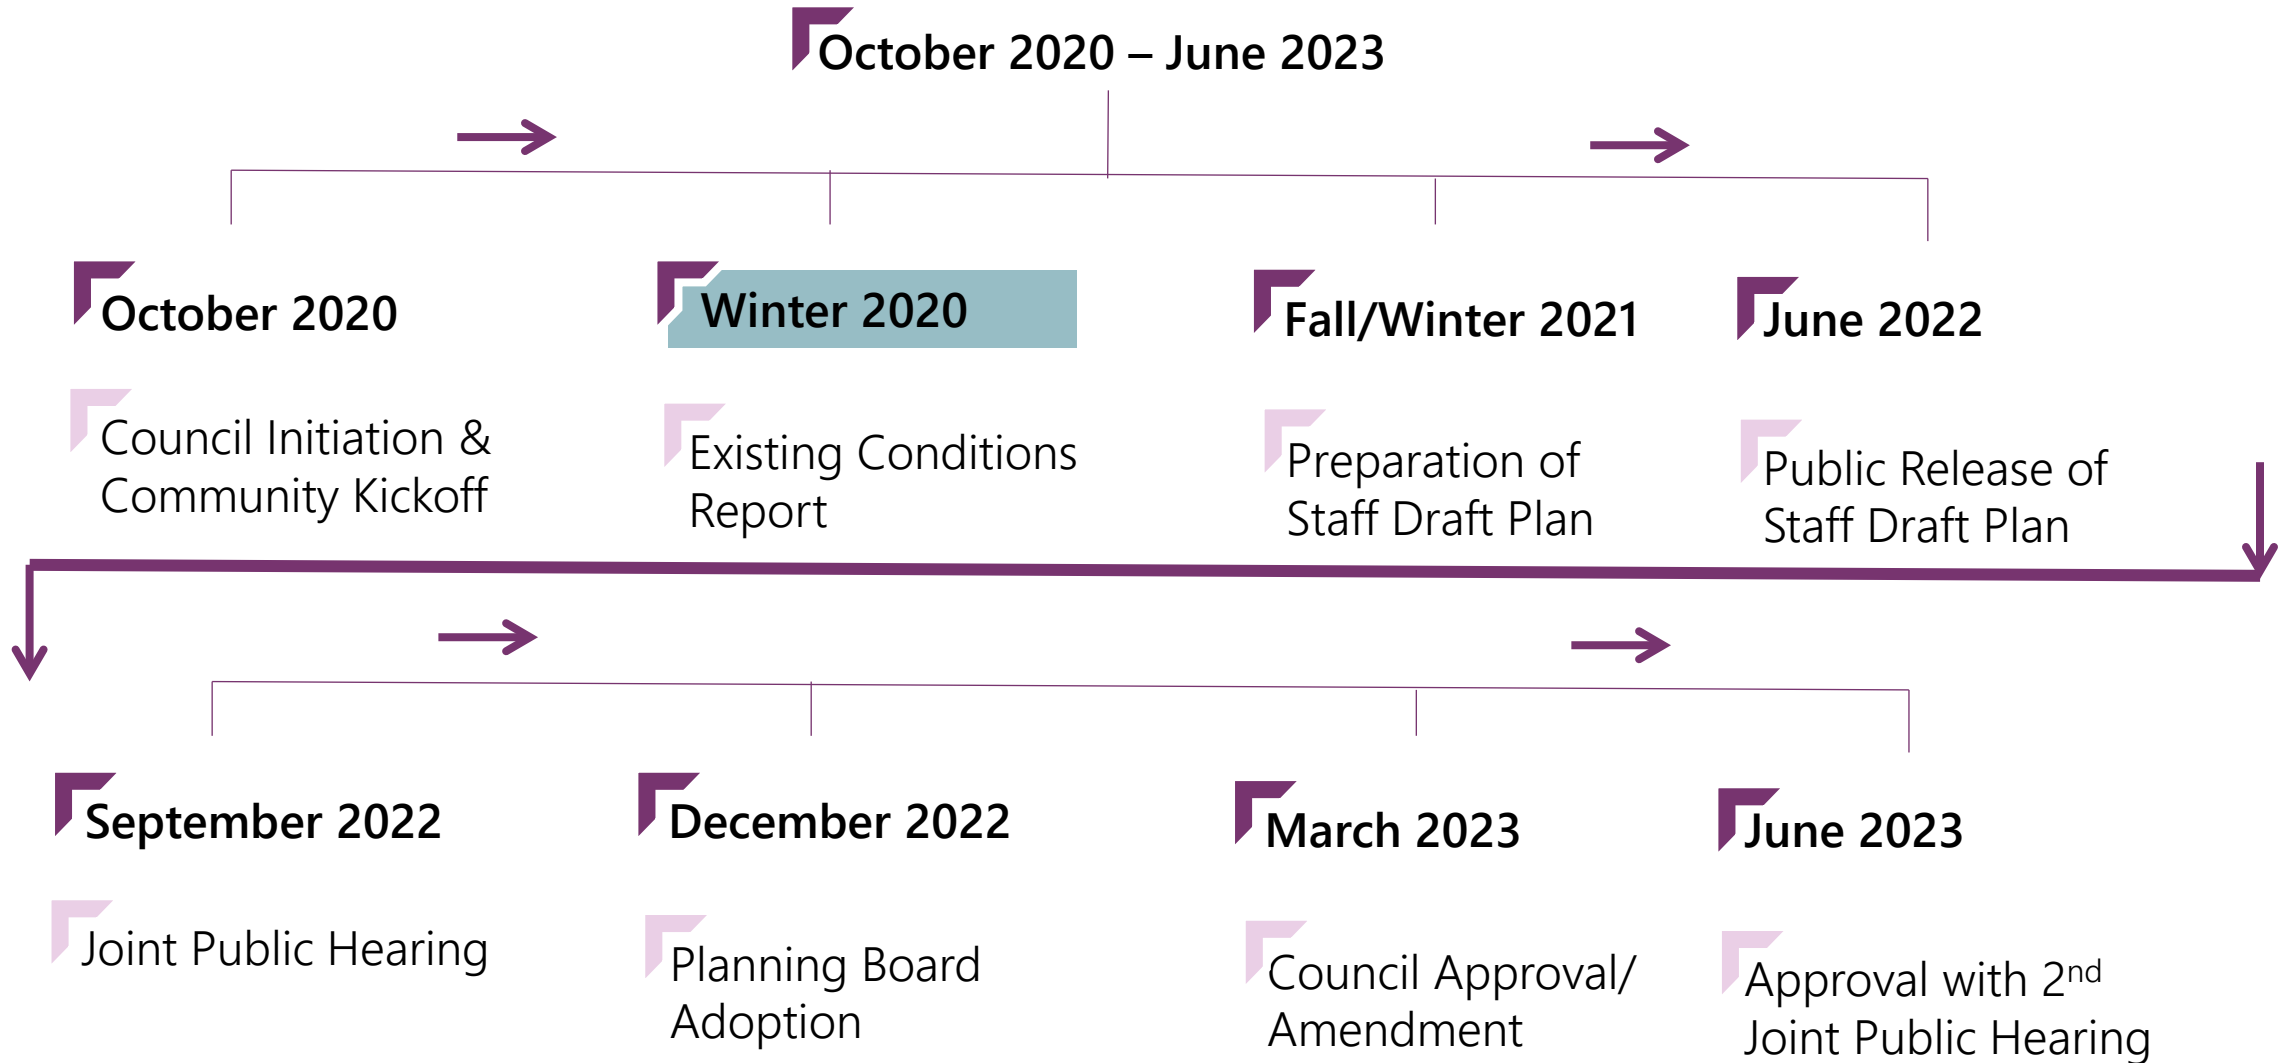 October 2020 – June 2023
October 2020
Winter 2020
Fall/Winter 2021
June 2022
Council Initiation &
Community Kickoff
Existing Conditions
Report
Preparation of
Staff Draft Plan
Public Release of
Staff Draft Plan
September 2022
December 2022
March 2023
June 2023
Joint Public Hearing
Planning Board
Adoption
Council Approval/
Amendment
Approval with 2nd
Joint Public Hearing